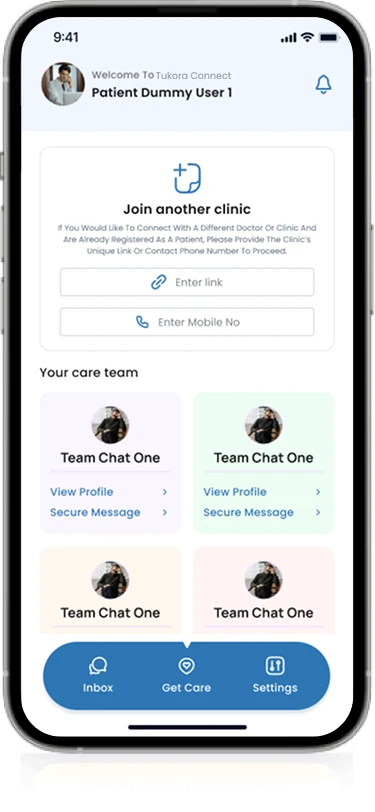 9:41
Welcome To Tukora Connect
Patient Dummy User 1
Join another clinic
If You Would Like To Connect With A Different Doctor Or Clinic And
Are Already Registered As A Patient, Please Provide The Clinic's
Unique Link Or Contact Phone Number To Proceed.
Enter link
Enter Mobile No
Your care team
Team Chat One
Team Chat One
View Profile
View Profile
Secure Message
Secure Message
Team Chat One
Team Chat One
Inbox
Get Care
Settings